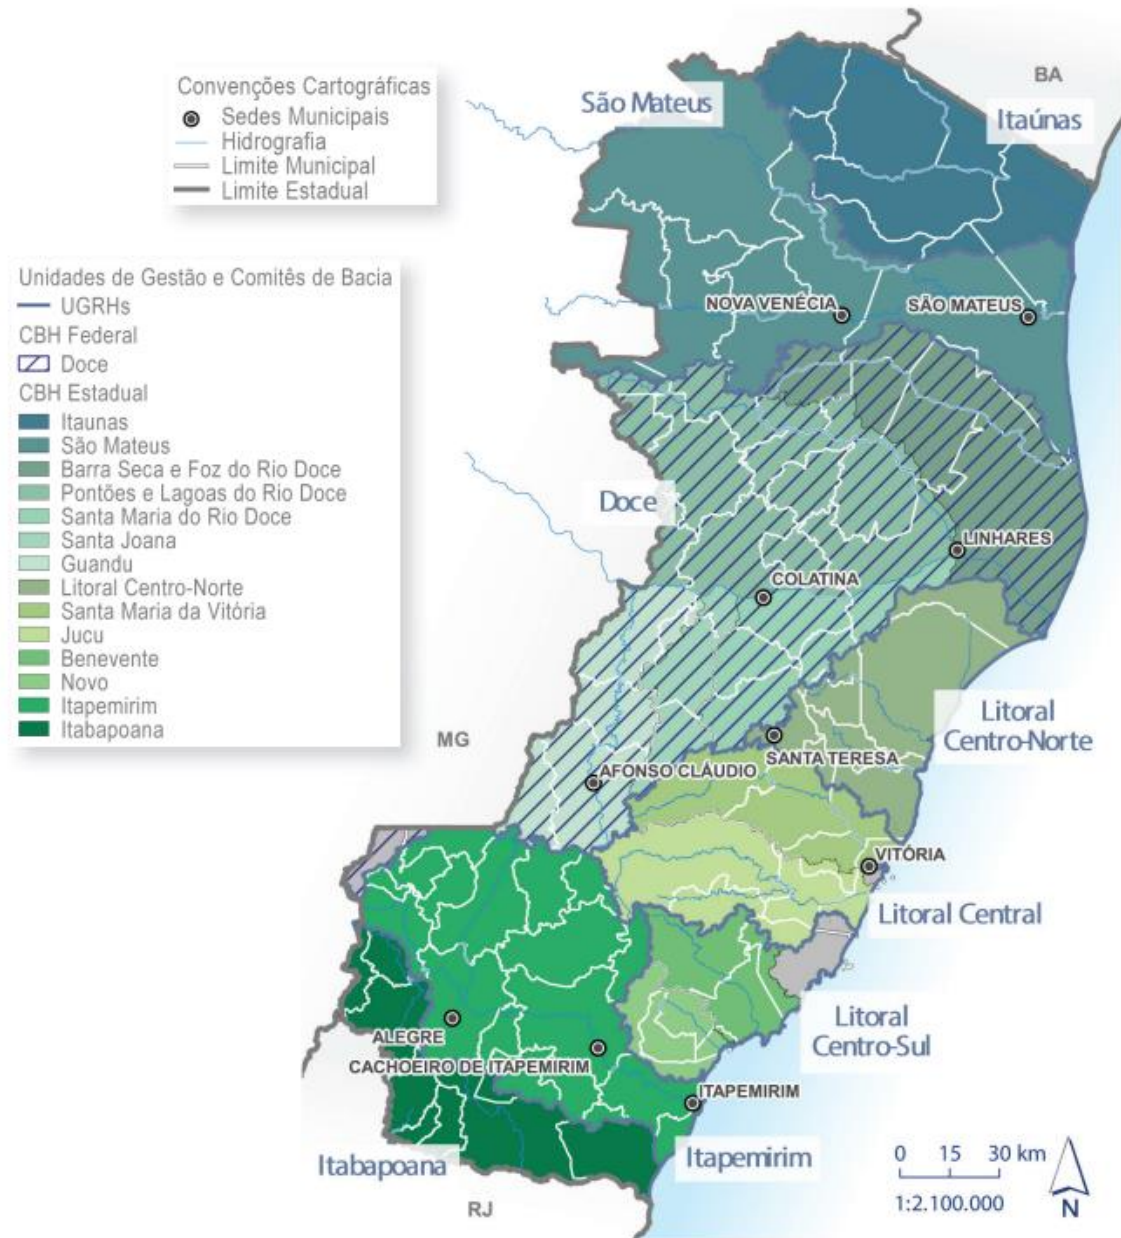 Convenções Cartográficas
Sedes Municipais
Hidrografia
Limite Municipal
Limite Estadual
Unidades de Gestão e Comitês de Bacia
UGRHs
CBH Federal
Doce
CBH Estadual
Itaunas
São Mateus
Barra Seca e Foz do Rio Doce
Pontões e Lagoas do Rio Doce
Santa Maria do Rio Doce
Santa Joana
Guandu
Litoral Centro-Norte
Santa Maria da Vitória
Jucu
Benevente
Novo
Itapemirim
Itabapoana
BA
São Mateus
Itaúnas
NOVA VENÉCIA
SÃO MATEUS
Doce
LINHARES
COLATINA
Litoral
Centro-Norte
MG
SANTA TERESA
AFONSO CLÁUDIO
VITÓRIA
Litoral Central
Litoral
Centro-Sul
ALEGRE
CACHOEIRO DE ITAPEMIRIM
ITAPEMIRIM
Itabapoana
Itapemirim
RJ
0 15 30 km
1:2.100.000
N